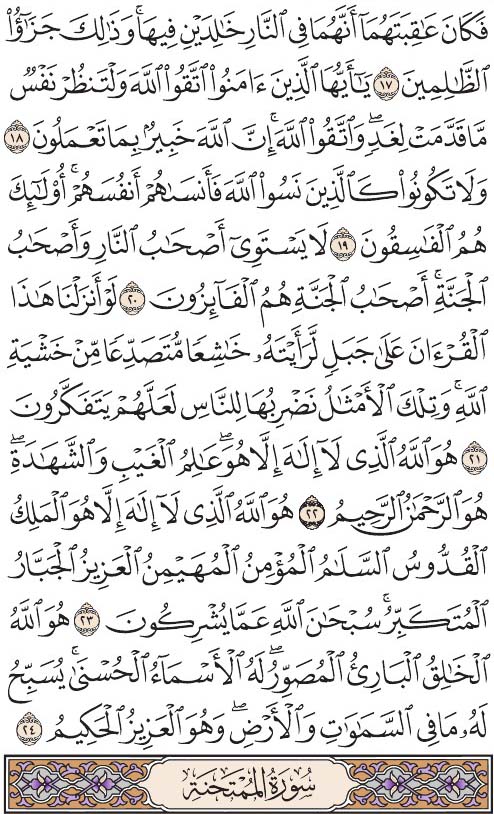 فَكَانَ عَٰقِبَتَهُمَآ أَنَّهُمَا فِى ٱلنَّارِ خَٰلِدَيْنِ فِيهَا ۚ وَذَٰلِكَ جَزَٰٓؤُا۟
ٱلظَّٰلِمِينَ ١٧ يَٰٓأَيُّهَا ٱلَّذِينَ ءَامَنُوا۟ ٱتَّقُوا۟ ٱللَّهَ وَلْتَنظُرْ نَفْسٌ
مَّا قَدَّمَتْ لِغَدٍ ۖ وَٱتَّقُوا۟ ٱللَّهَ ۚ إِنَّ ٱللَّهَ خَبِيرٌۢ بِمَا تَعْمَلُونَ ١٨
وَلَا تَكُونُوا۟ كَٱلَّذِينَ نَسُوا۟ ٱللَّهَ فَأَنسَىٰهُمْ أَنفُسَهُمْ ۚ أُو۟لَٰٓئِكَ
هُمُ ٱلْفَٰسِقُونَ ١٩ لَا يَسْتَوِىٓ أَصْحَٰبُ ٱلنَّارِ وَأَصْحَٰبُ
ٱلْجَنَّةِ ۚ أَصْحَٰبُ ٱلْجَنَّةِ هُمُ ٱلْفَآئِزُونَ ٢٠ لَوْ أَنزَلْنَا هَٰذَا
ٱلْقُرْءَانَ عَلَىٰ جَبَلٍ لَّرَأَيْتَهُۥ خَٰشِعًا مُّتَصَدِّعًا مِّنْ خَشْيَةِ
ٱللَّهِ ۚ وَتِلْكَ ٱلْأَمْثَٰلُ نَضْرِبُهَا لِلنَّاسِ لَعَلَّهُمْ يَتَفَكَّرُونَ
٢١ هُوَ ٱللَّهُ ٱلَّذِى لَآ إِلَٰهَ إِلَّا هُوَ ۖ عَٰلِمُ ٱلْغَيْبِ وَٱلشَّهَٰدَةِ ۖ
هُوَ ٱلرَّحْمَٰنُ ٱلرَّحِيمُ ٢٢ هُوَ ٱللَّهُ ٱلَّذِى لَآ إِلَٰهَ إِلَّا هُوَ ٱلْمَلِكُ
ٱلْقُدُّوسُ ٱلسَّلَٰمُ ٱلْمُؤْمِنُ ٱلْمُهَيْمِنُ ٱلْعَزِيزُ ٱلْجَبَّارُ
ٱلْمُتَكَبِّرُ ۚ سُبْحَٰنَ ٱللَّهِ عَمَّا يُشْرِكُونَ ٢٣ هُوَ ٱللَّهُ
ٱلْخَٰلِقُ ٱلْبَارِئُ ٱلْمُصَوِّرُ ۖ لَهُ ٱلْأَسْمَآءُ ٱلْحُسْنَىٰ ۚ يُسَبِّحُ
لَهُۥ مَا فِى ٱلسَّمَٰوَٰتِ وَٱلْأَرْضِ ۖ وَهُوَ ٱلْعَزِيزُ ٱلْحَكِيمُ ٢٤
سُورَةُ الْمُمْتَحنَةِ